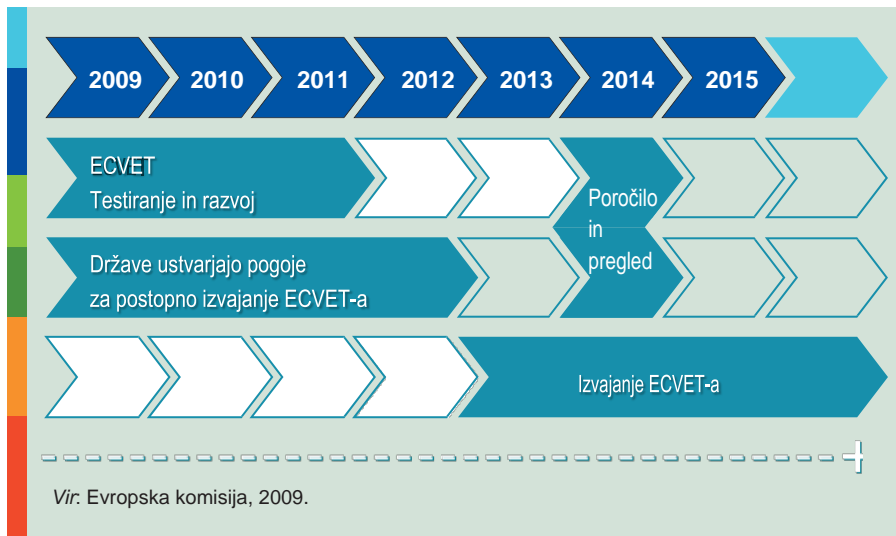 2009 2010 2011 2012 2013 2014 2015
ECVET
Testiranje in razvoj
Poročilo
in
pregled
Države ustvarjajo pogoje
za postopno izvajanje ECVET-a
Izvajanje ECVET-a
Vir: Evropska komisija, 2009.